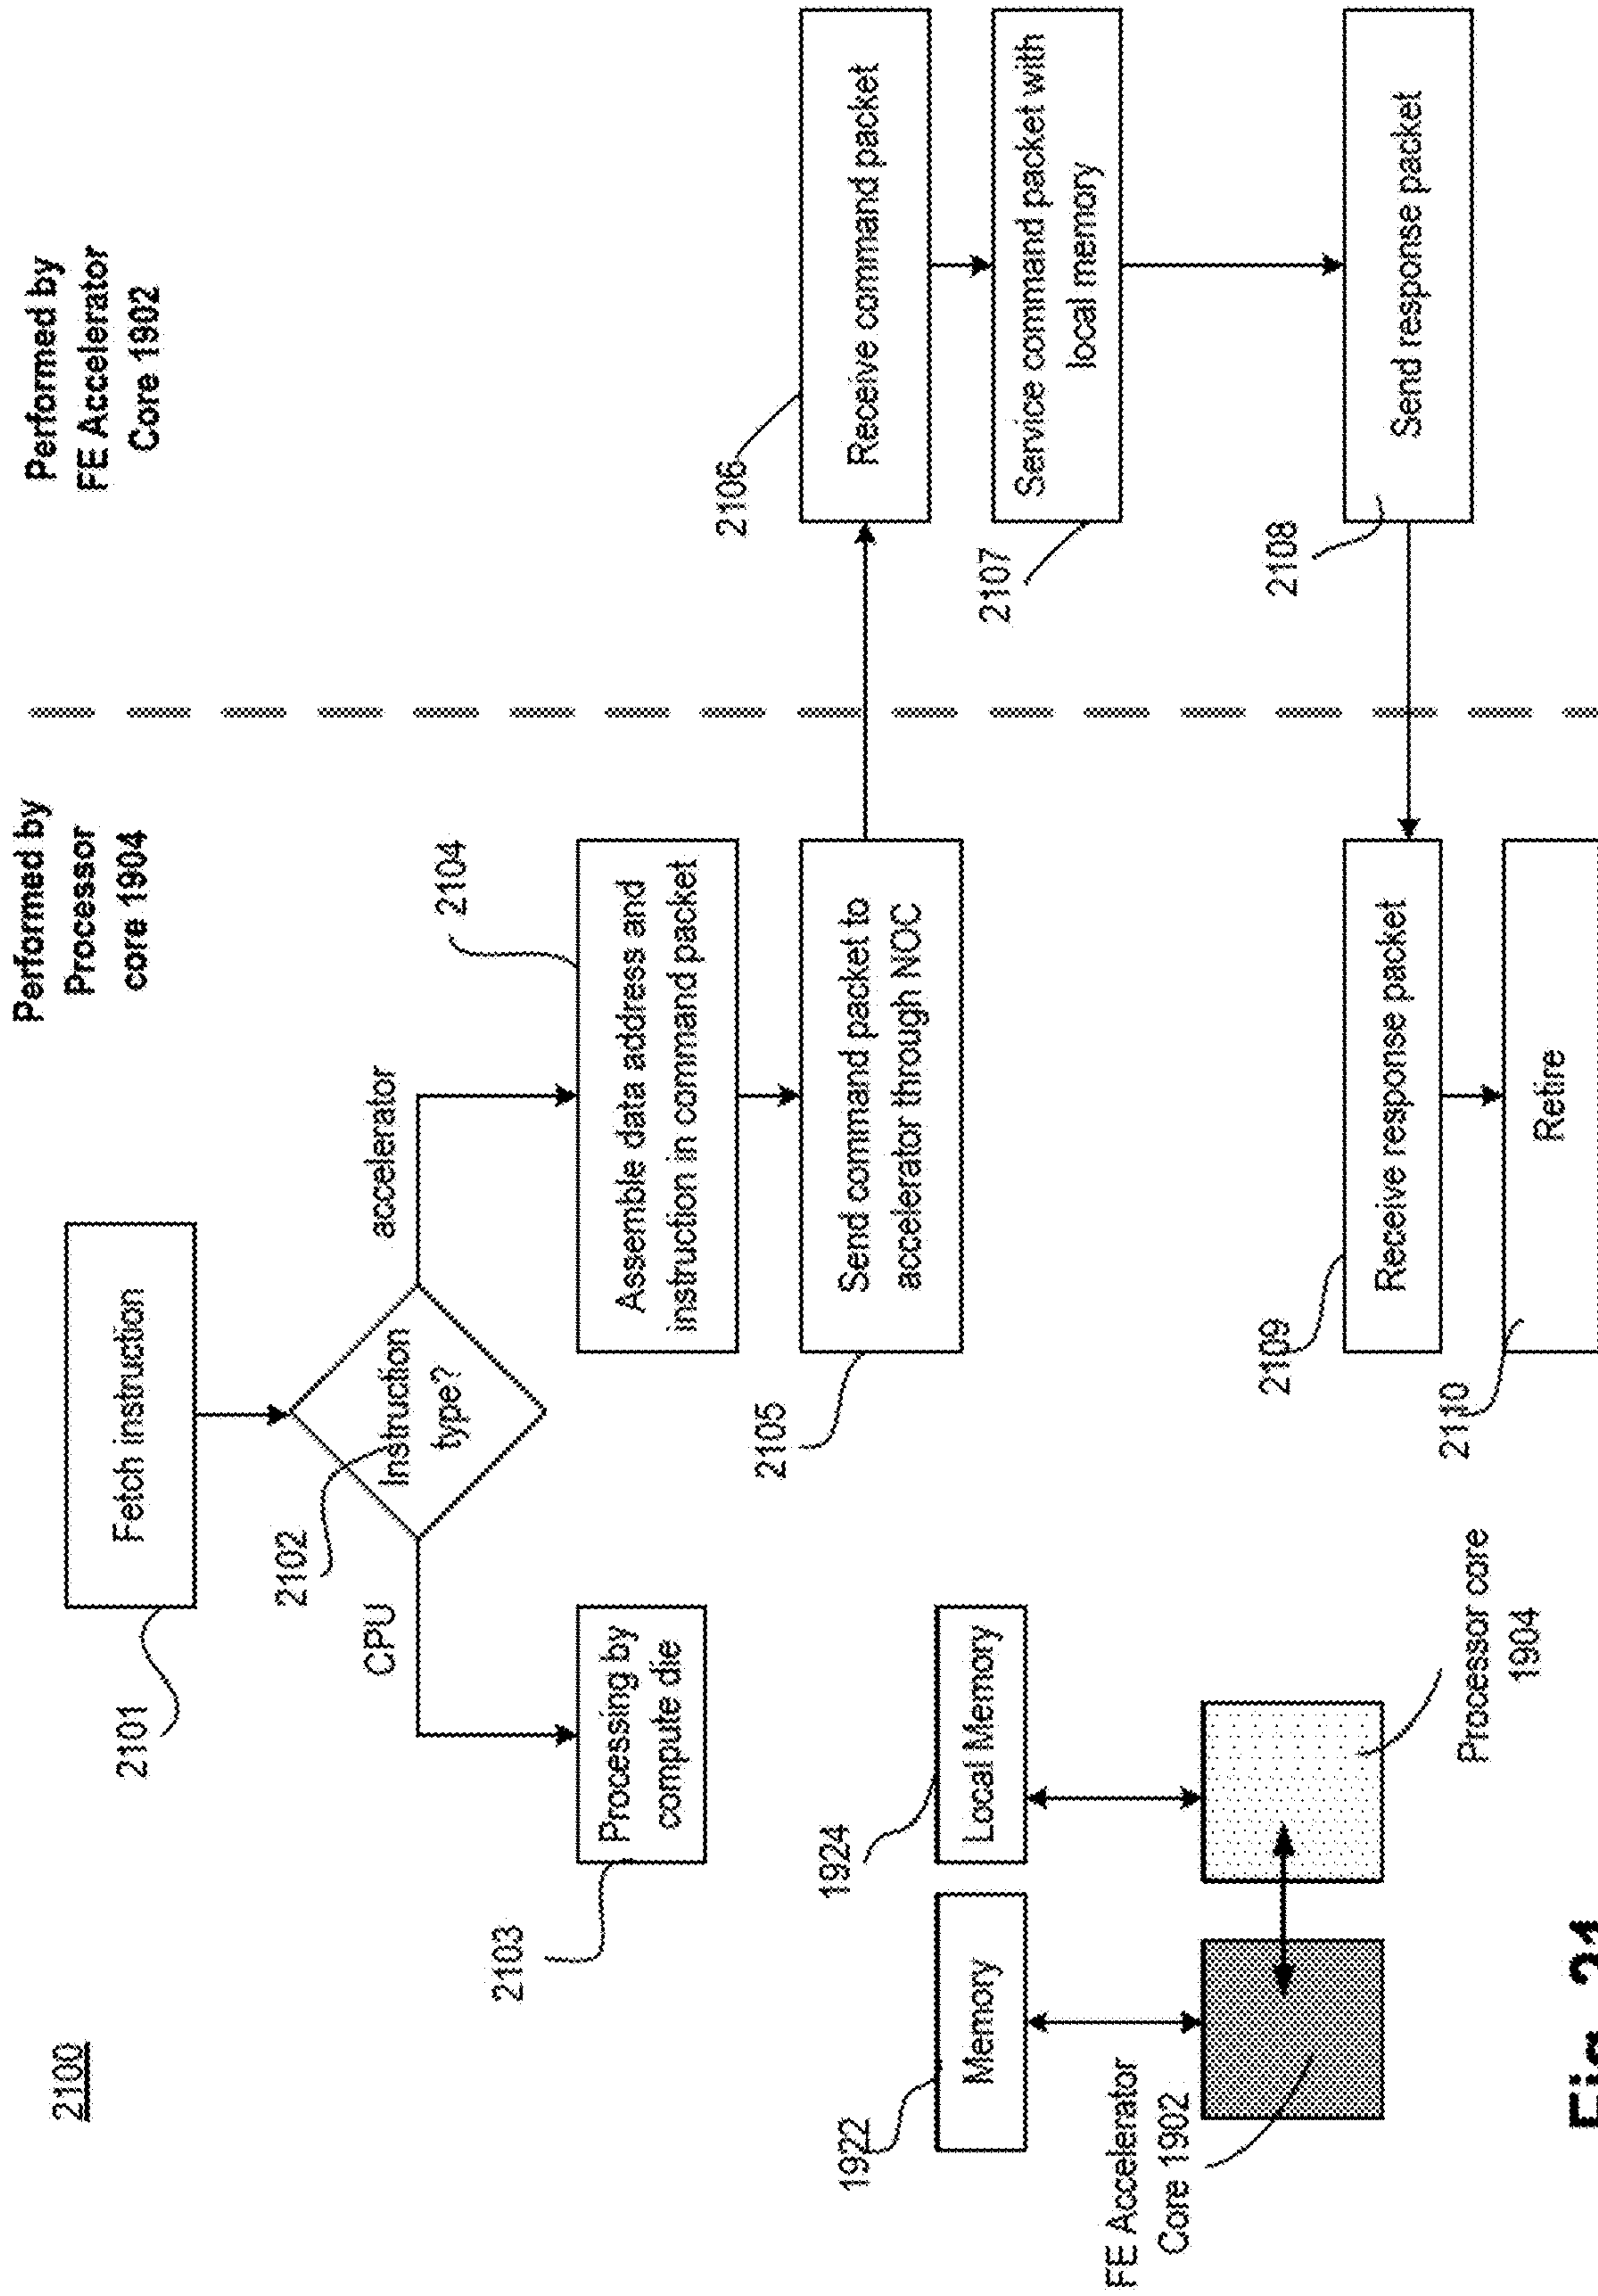 2100
Performed by
Processor
core 1904
Performed by
FE Accelerator
Core 1902
2101
Fetch instruction
2102
Instruction
type?
CPU
accelerator
2103
Processing by
compute die
2104
Assemble data address and
instruction in command packet
2105
Send command packet to
accelerator through NOC
2106
Receive command packet
2107
Service command packet with
local memory
2108
Send response packet
2109
Receive response packet
2110
Retire
1922
Memory
1924
Local Memory
FE Accelerator
Core 1902
Processor core
1904
Fig. 21